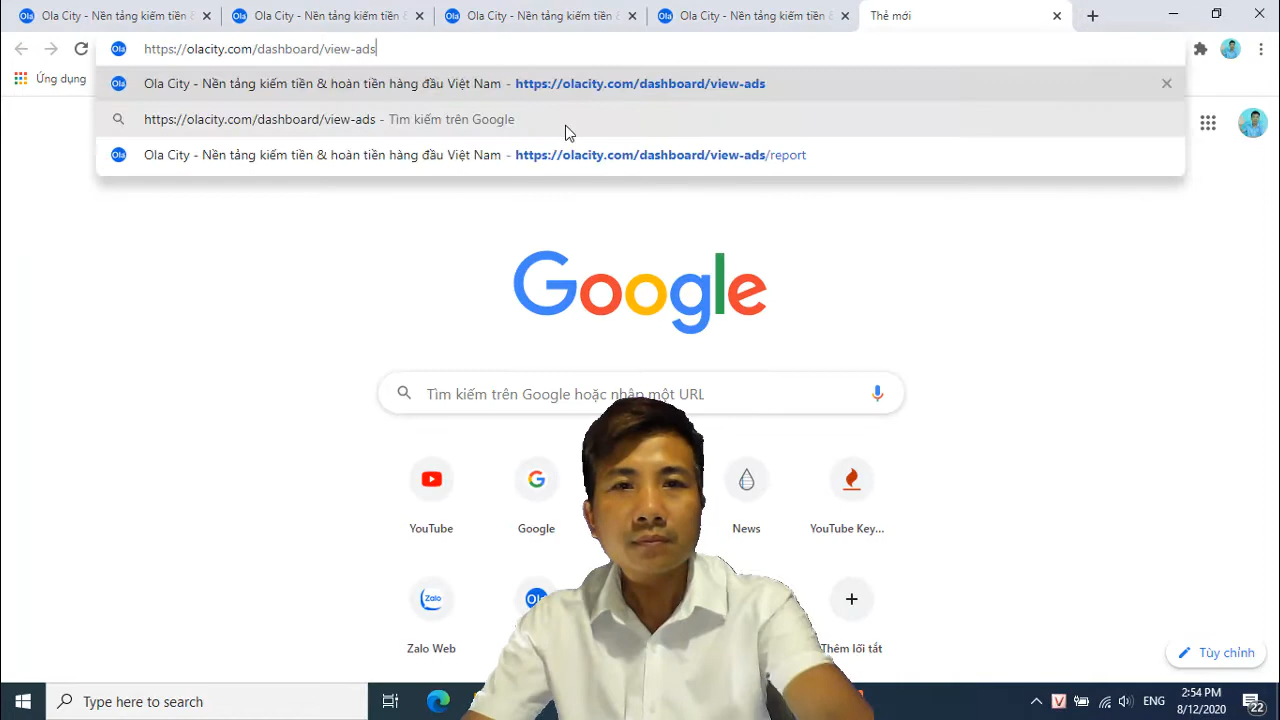 Ola City - Nền tảng kiếm tiền &
Ola City - Nền tảng kiếm tiền &
Ola City - Nền tảng kiếm tiền &
Ola City - Nền tảng kiếm tiền &
Thẻ mới
Ola
https://olacity.com/dashboard/view-ads
Ứng dụng
Ola City - Nền tảng kiếm tiền & hoàn tiền hàng đầu Việt Nam - https://olacity.com/dashboard/view-ads
https://olacity.com/dashboard/view-ads - Tìm kiếm trên Google
Ola City - Nền tảng kiếm tiền & hoàn tiền hàng đầu Việt Nam - https://olacity.com/dashboard/view-ads/report
Google
Tìm kiếm trên Google hoặc nhập một URL
YouTube
Google
News
YouTube Key...
Zalo
Ola
Zalo Web
Thêm lối tắt
Tùy chỉnh
Type here to search
V
ENG
2:54 PM
8/12/2020
22